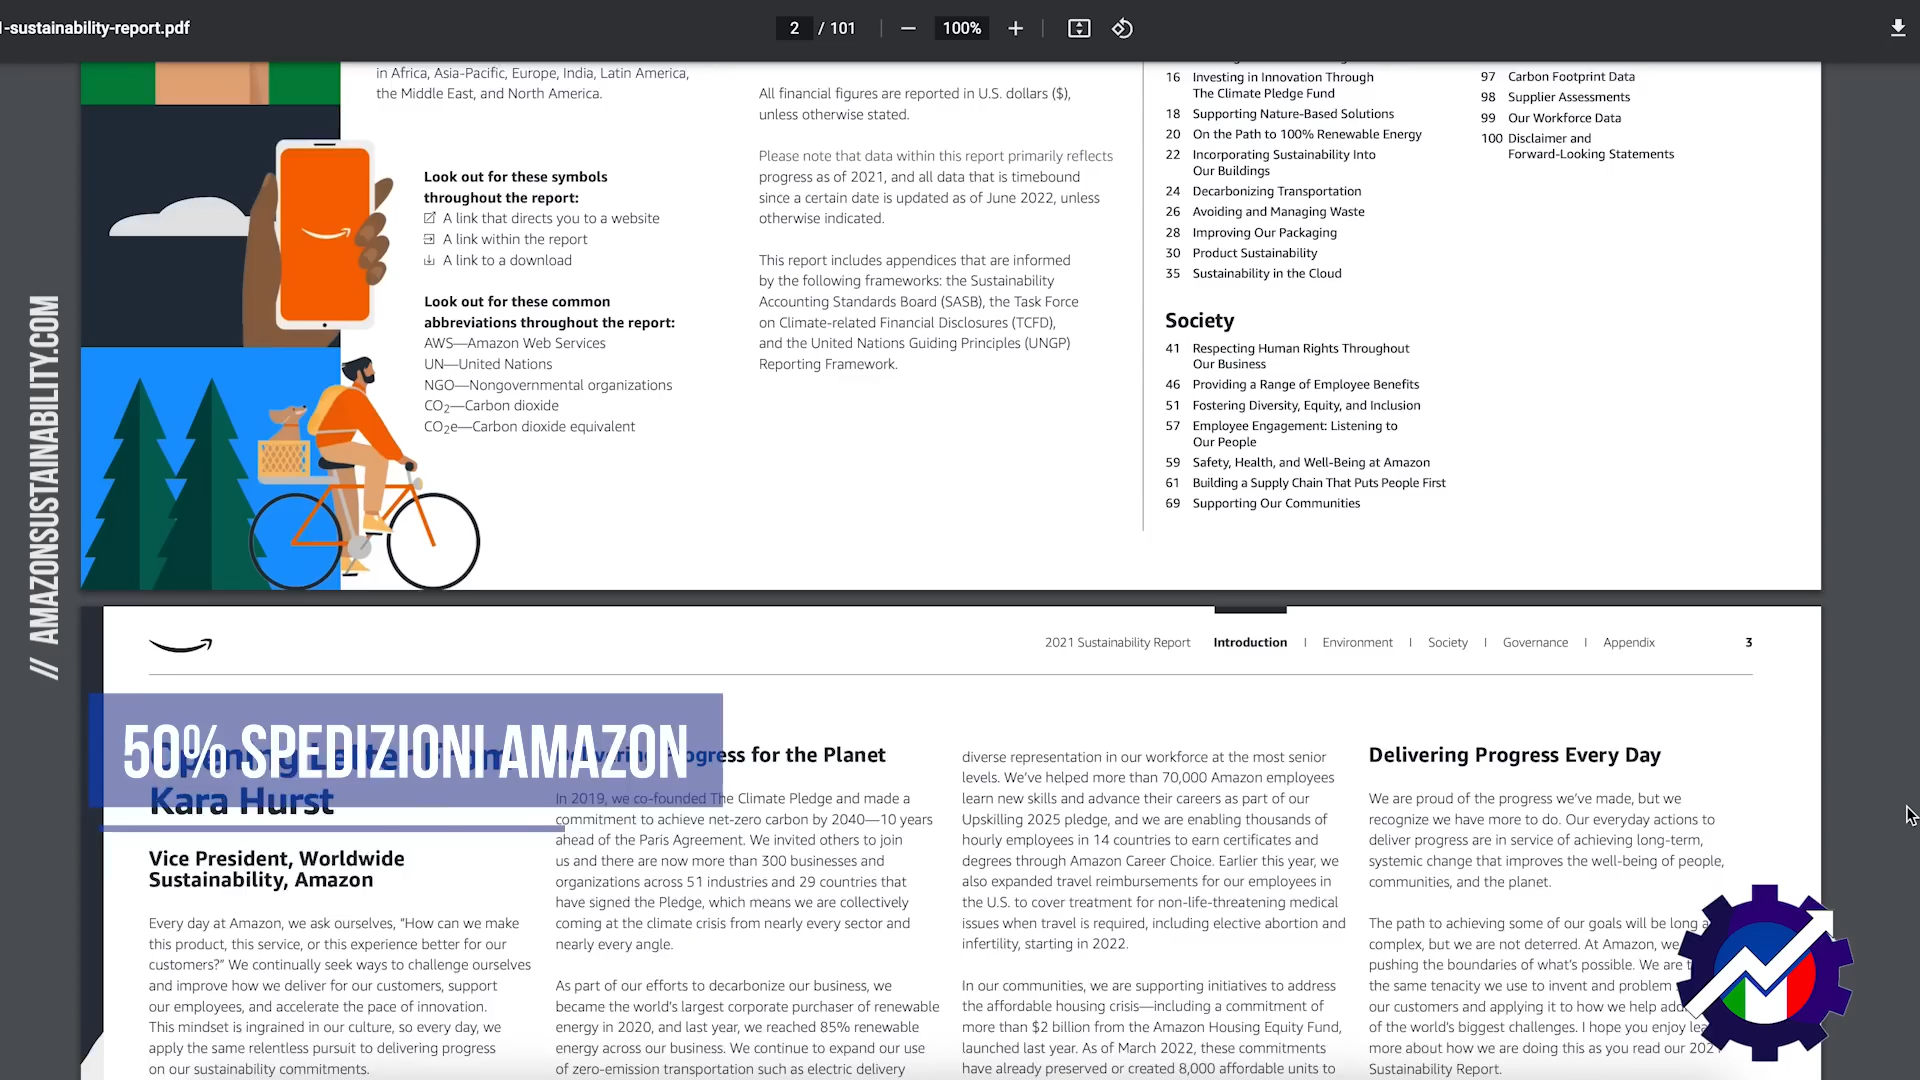 1-sustainability-report.pdf
2 / 101
100%
// AMAZONSUSTAINABILITY.COM
in Africa, Asia-Pacific, Europe, India, Latin America,
the Middle East, and North America.
Look out for these symbols
throughout the report:
A link that directs you to a website
A link within the report
A link to a download
Look out for these common
abbreviations throughout the report:
AWS—Amazon Web Services
UN—United Nations
NGO—Nongovernmental organizations
CO2—Carbon dioxide
CO2e—Carbon dioxide equivalent
All financial figures are reported in U.S. dollars ($),
unless otherwise stated.
Please note that data within this report primarily reflects
progress as of 2021, and all data that is timebound
since a certain date is updated as of June 2022, unless
otherwise indicated.
This report includes appendices that are informed
by the following frameworks: the Sustainability
Accounting Standards Board (SASB), the Task Force
on Climate-related Financial Disclosures (TCFD),
and the United Nations Guiding Principles (UNGP)
Reporting Framework.
16 Investing in Innovation Through
The Climate Pledge Fund
18 Supporting Nature-Based Solutions
20 On the Path to 100% Renewable Energy
22 Incorporating Sustainability Into
Our Buildings
24 Decarbonizing Transportation
26 Avoiding and Managing Waste
28 Improving Our Packaging
30 Product Sustainability
35 Sustainability in the Cloud
Society
41 Respecting Human Rights Throughout
Our Business
46 Providing a Range of Employee Benefits
51 Fostering Diversity, Equity, and Inclusion
57 Employee Engagement: Listening to
Our People
59 Safety, Health, and Well-Being at Amazon
61 Building a Supply Chain That Puts People First
69 Supporting Our Communities
97 Carbon Footprint Data
98 Supplier Assessments
99 Our Workforce Data
100 Disclaimer and
Forward-Looking Statements
2021 Sustainability Report Introduction | Environment | Society | Governance | Appendix 3
50% SPEDIZIONI AMAZON
Opening Letter From
Kara Hurst
Vice President, Worldwide
Sustainability, Amazon
Every day at Amazon, we ask ourselves, “How can we make
this product, this service, or this experience better for our
customers?” We continually seek ways to challenge ourselves
and improve how we deliver for our customers, support
our employees, and accelerate the pace of innovation.
This mindset is ingrained in our culture, so every day, we
apply the same relentless pursuit to delivering progress
on our sustainability commitments.
Delivering Progress for the Planet
In 2019, we co-founded The Climate Pledge and made a
commitment to achieve net-zero carbon by 2040—10 years
ahead of the Paris Agreement. We invited others to join
us and there are now more than 300 businesses and
organizations across 51 industries and 29 countries that
have signed the Pledge, which means we are collectively
coming at the climate crisis from nearly every sector and
nearly every angle.
As part of our efforts to decarbonize our business, we
became the world’s largest corporate purchaser of renewable
energy in 2020, and last year, we reached 85% renewable
energy across our business. We continue to expand our use
of zero-emission transportation such as electric delivery
diverse representation in our workforce at the most senior
levels. We’ve helped more than 70,000 Amazon employees
learn new skills and advance their careers as part of our
Upskilling 2025 pledge, and we are enabling thousands of
hourly employees in 14 countries to earn certificates and
degrees through Amazon Career Choice. Earlier this year, we
also expanded travel reimbursements for our employees in
the U.S. to cover treatment for non-life-threatening medical
issues when travel is required, including elective abortion and
infertility, starting in 2022.
In our communities, we are supporting initiatives to address
the affordable housing crisis—including a commitment of
more than $2 billion from the Amazon Housing Equity Fund,
launched last year. As of March 2022, these commitments
have already preserved or created 8,000 affordable units to
Delivering Progress Every Day
We are proud of the progress we’ve made, but we
recognize we have more to do. Our everyday actions to
deliver progress are in service of achieving long-term,
systemic change that improves the well-being of people,
communities, and the planet.
The path to achieving some of our goals will be long a
complex, but we are not deterred. At Amazon, we
pushing the boundaries of what’s possible. We are t
the same tenacity we use to invent and problem
our customers and applying it to how we help add
of the world’s biggest challenges. I hope you enjoy lea
more about how we are doing this as you read our 202
Sustainability Report.